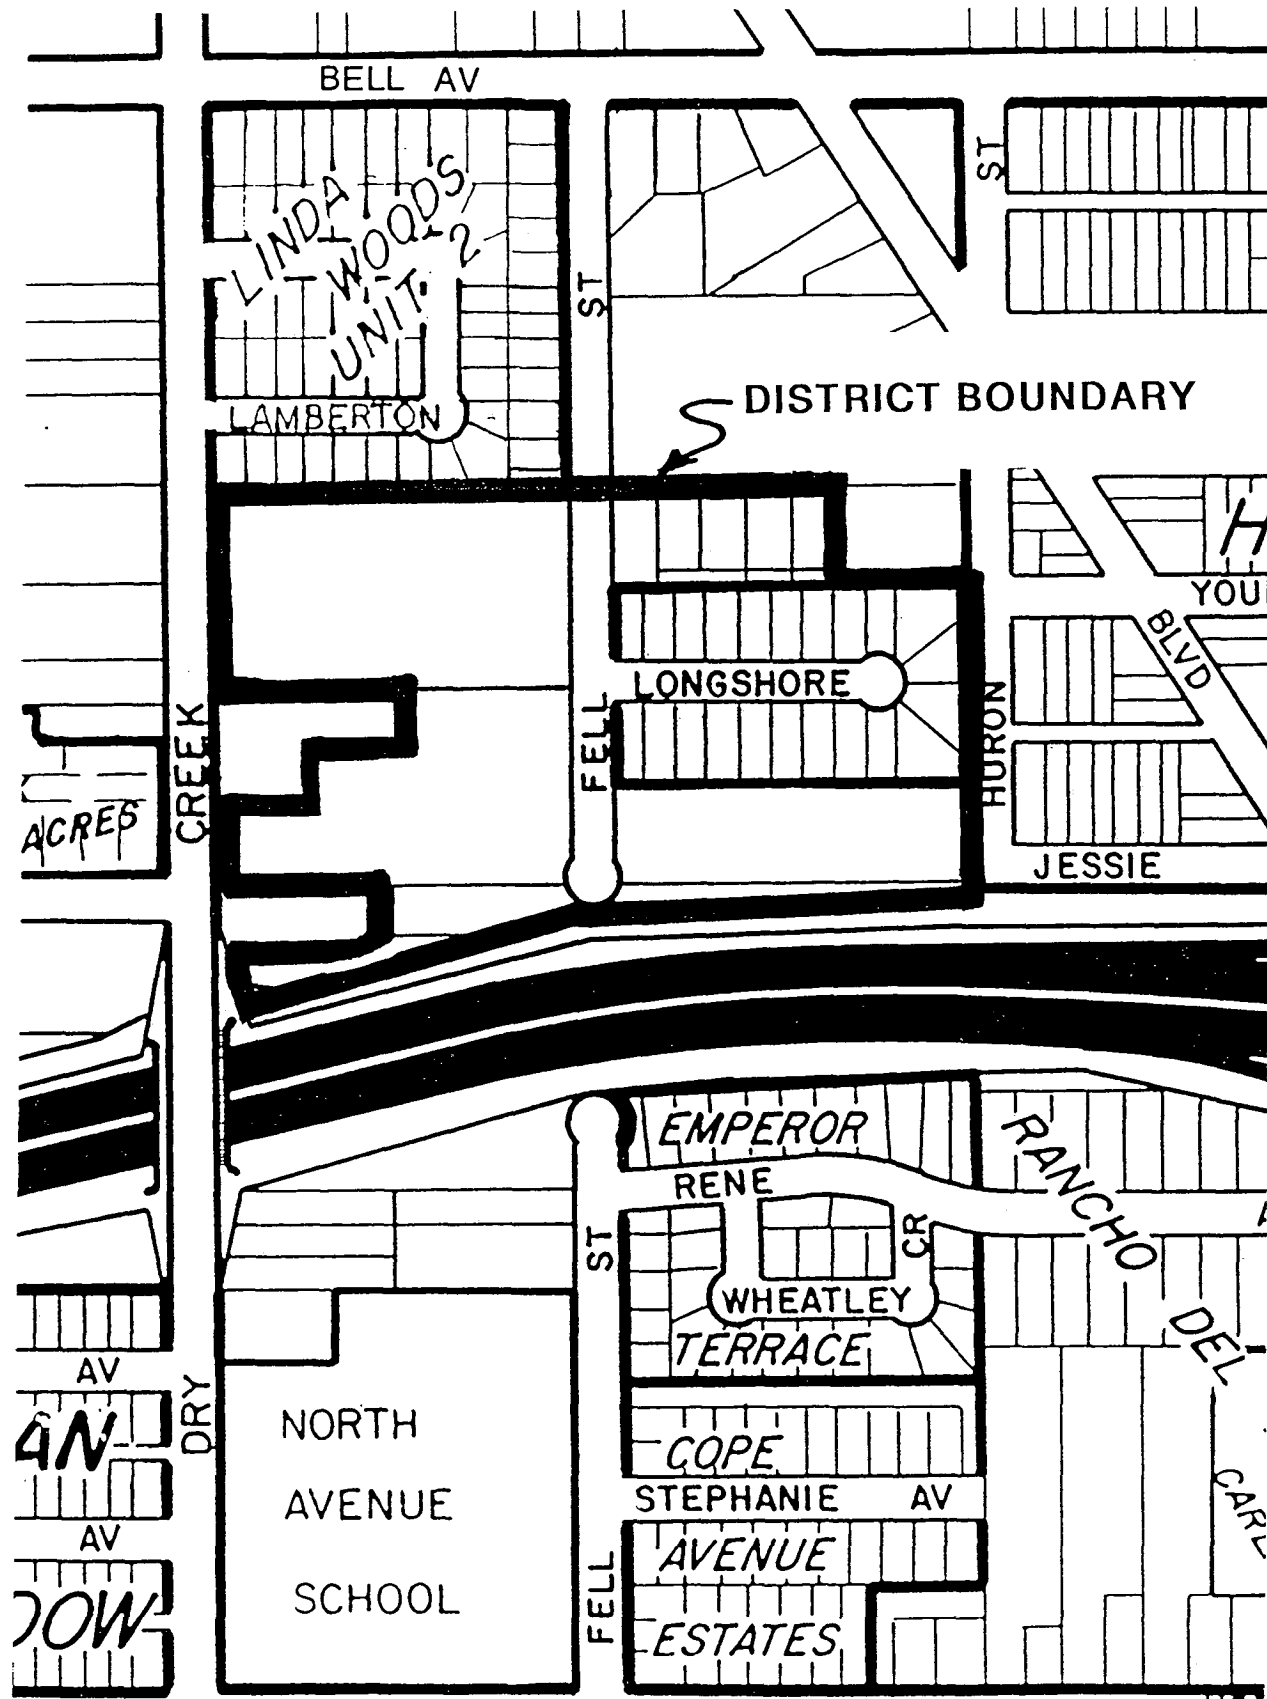 BELL AV
ST
LINDA
WOODS
UNIT 2
ST
LAMBERTON
DISTRICT BOUNDARY
H
YOU
BLVD
LONGSHORE
HURON
FELL
CREEK
ACRES
JESSIE
EMPEROR
RENE
RANCHO
CR
ST
WHEATLEY
TERRACE
DEL
AV
DRY
NORTH
AVENUE
SCHOOL
AN
COPE
STEPHANIE AV
AV
AVENUE
FELL
DOW
ESTATES